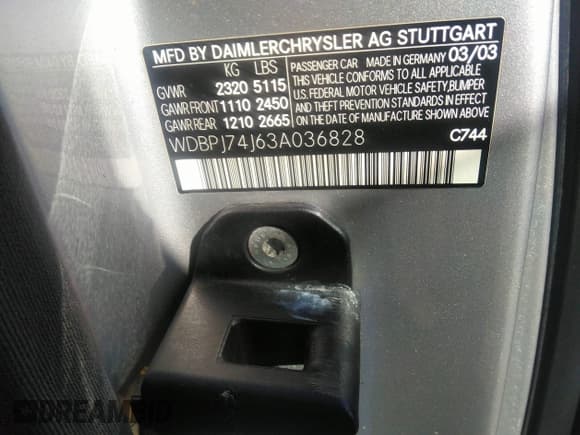 MFD BY DAIMLERCHRYSLER AG STUTTGART
KG LBS
GVWR 2320 5115
GAWR FRONT 1110 2450
GAWR REAR 1210 2665
PASSENGER CAR MADE IN GERMANY 03/03
THIS VEHICLE CONFORMS TO ALL APPLICABLE
U.S. FEDERAL MOTOR VEHICLE SAFETY,BUMPER
AND THEFT PREVENTION STANDARDS IN EFFECT
ON THE DATE OF MANUFACTURE SHOWN ABOVE
WDBPJ74J63A036828
C744
DREAMBID